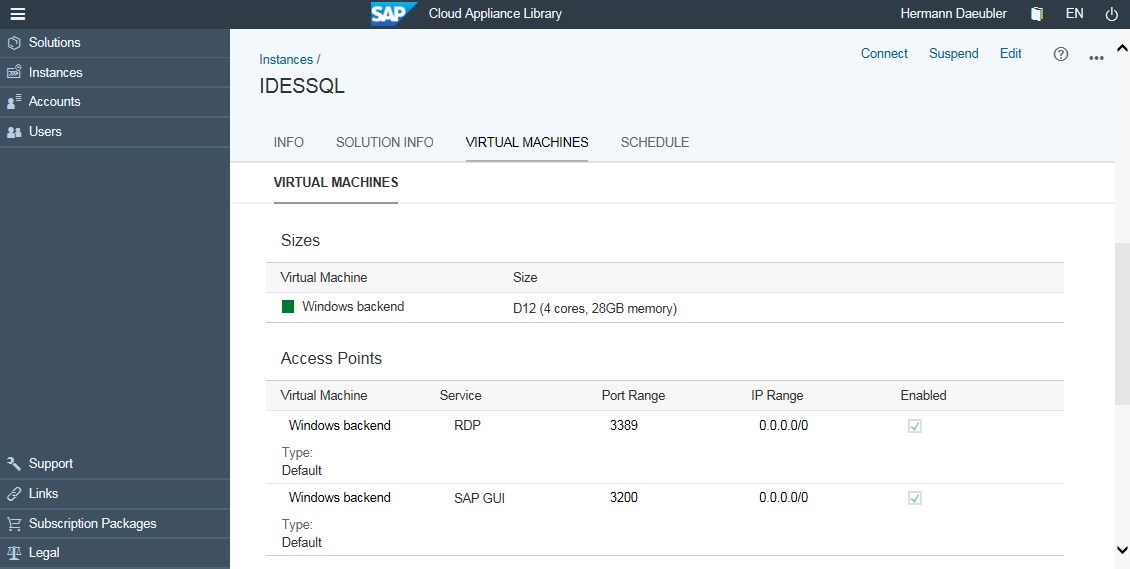 SAP Cloud Appliance Library Hermann Daeubler EN
Solutions
Instances
Accounts
Users
Support
Links
Subscription Packages
Legal
Instances /
IDESSQL
Connect Suspend Edit ? •••
INFO SOLUTION INFO VIRTUAL MACHINES SCHEDULE
VIRTUAL MACHINES
Sizes
Virtual Machine Size
Windows backend D12 (4 cores, 28GB memory)
Access Points
Virtual Machine Service Port Range IP Range Enabled
Windows backend RDP 3389 0.0.0.0/0
Type:
Default
Windows backend SAP GUI 3200 0.0.0.0/0
Type:
Default